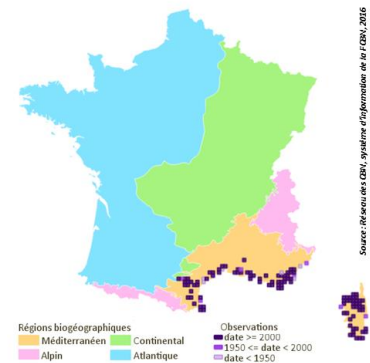 Source : Réseau des CBN, système d'information de la FCBN, 2016
Régions biogéographiques
Méditerranéen
Continental
Alpin
Atlantique
Observations
date >= 2000
1950 <= date < 2000
date < 1950